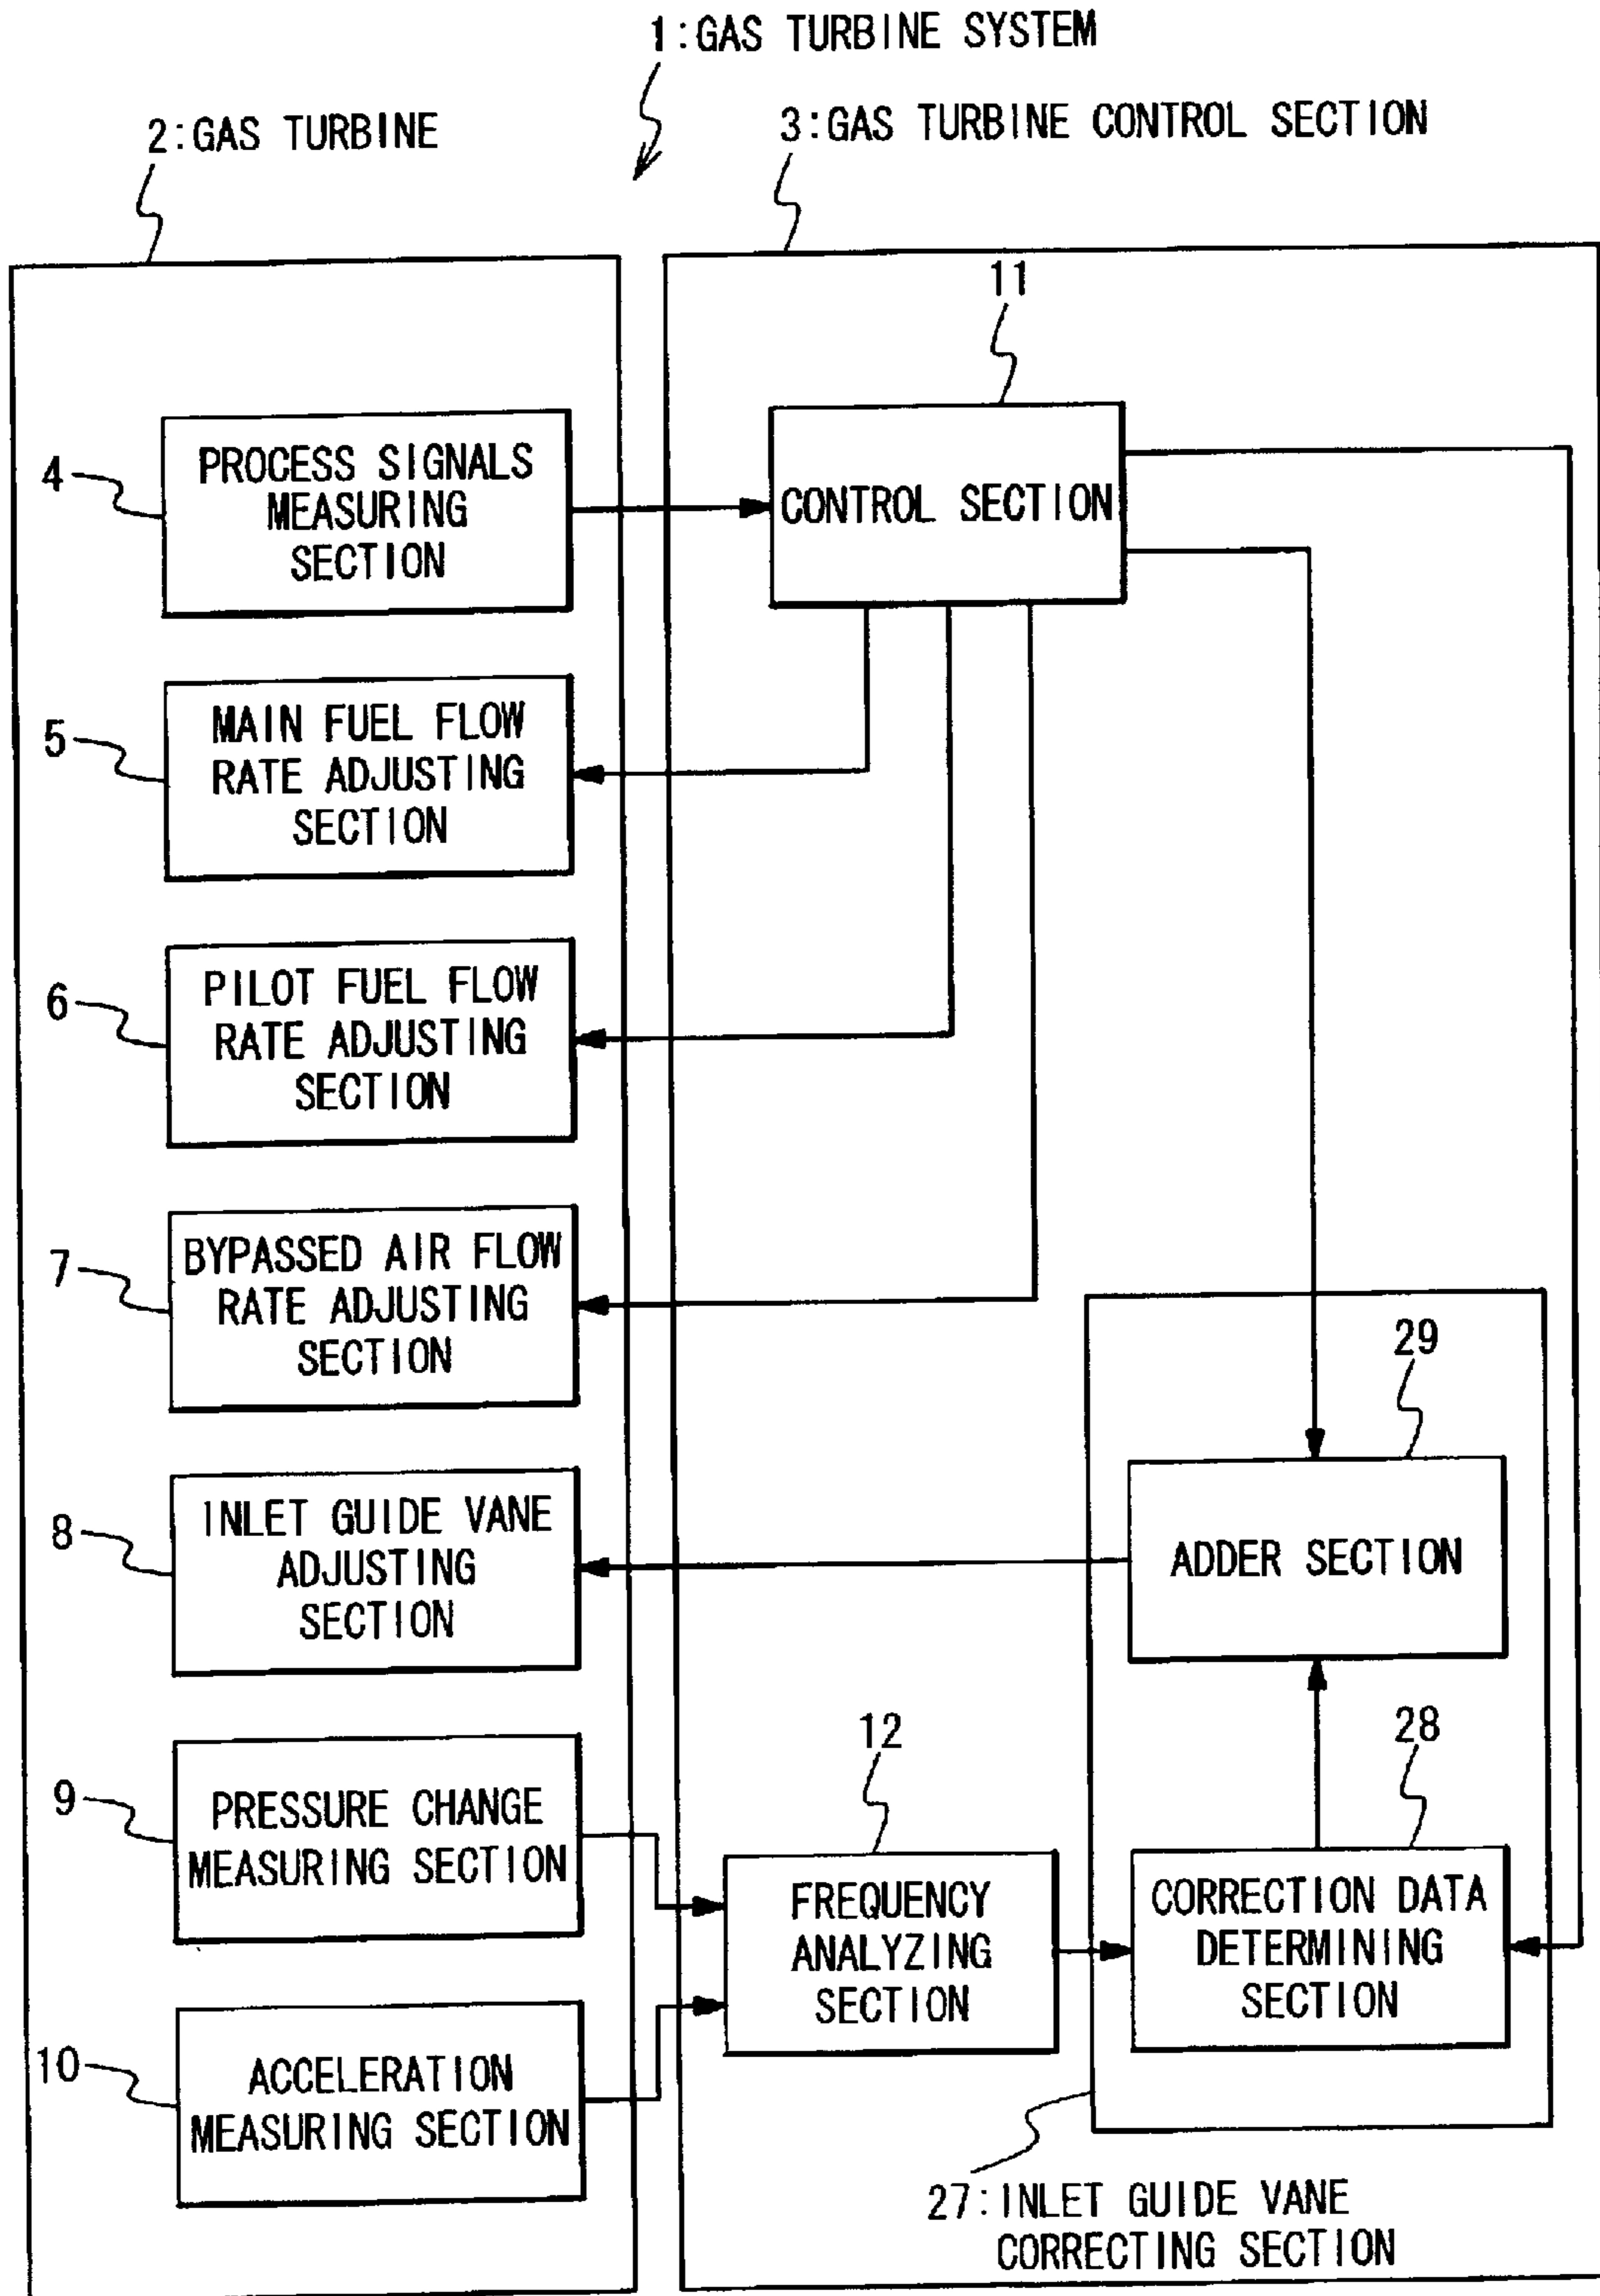 1:GAS TURBINE SYSTEM
2:GAS TURBINE
3:GAS TURBINE CONTROL SECTION
11
4
PROCESS SIGNALS
MEASURING
SECTION
CONTROL SECTION
5
MAIN FUEL FLOW
RATE ADJUSTING
SECTION
6
PILOT FUEL FLOW
RATE ADJUSTING
SECTION
7
BYPASSED AIR FLOW
RATE ADJUSTING
SECTION
29
8
INLET GUIDE VANE
ADJUSTING
SECTION
ADDER SECTION
9
PRESSURE CHANGE
MEASURING SECTION
12
28
FREQUENCY
ANALYZING
SECTION
CORRECTION DATA
DETERMINING
SECTION
10
ACCELERATION
MEASURING SECTION
27:INLET GUIDE VANE
CORRECTING SECTION